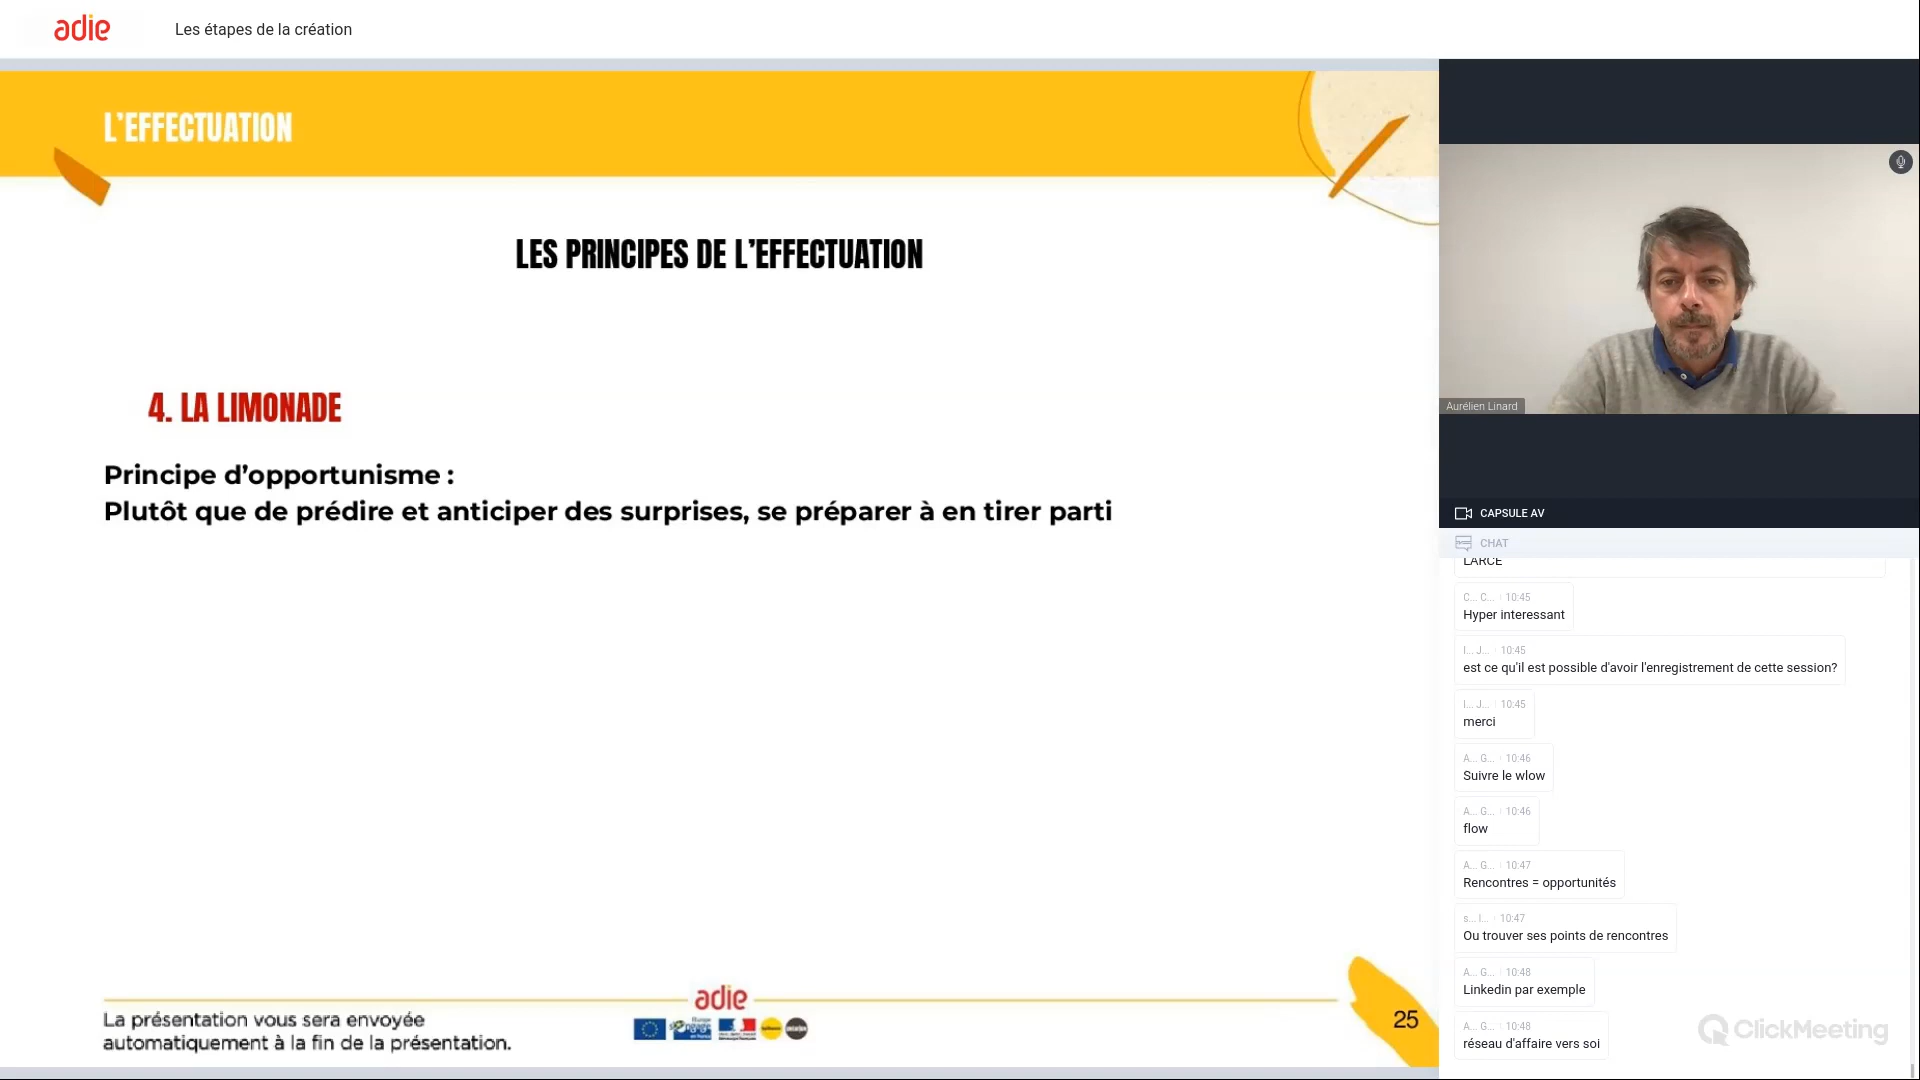 adie
Les étapes de la création
L’EFFECTUATION
LES PRINCIPES DE L’EFFECTUATION
4. LA LIMONADE
Principe d’opportunisme :
Plutôt que de prédire et anticiper des surprises, se préparer à en tirer parti
adie
La présentation vous sera envoyée
automatiquement à la fin de la présentation.
25
Aurélien Linard
CAPSULE AV
CHAT
LARCE
C... C... 10:45
Hyper interessant
I... J... 10:45
est ce qu'il est possible d'avoir l'enregistrement de cette session?
I... J... 10:45
merci
A... G... 10:46
Suivre le wlow
A... G... 10:46
flow
A... G... 10:47
Rencontres = opportunités
s... I... 10:47
Ou trouver ses points de rencontres
A... G... 10:48
Linkedin par exemple
A... G... 10:48
réseau d'affaire vers soi
ClickMeeting